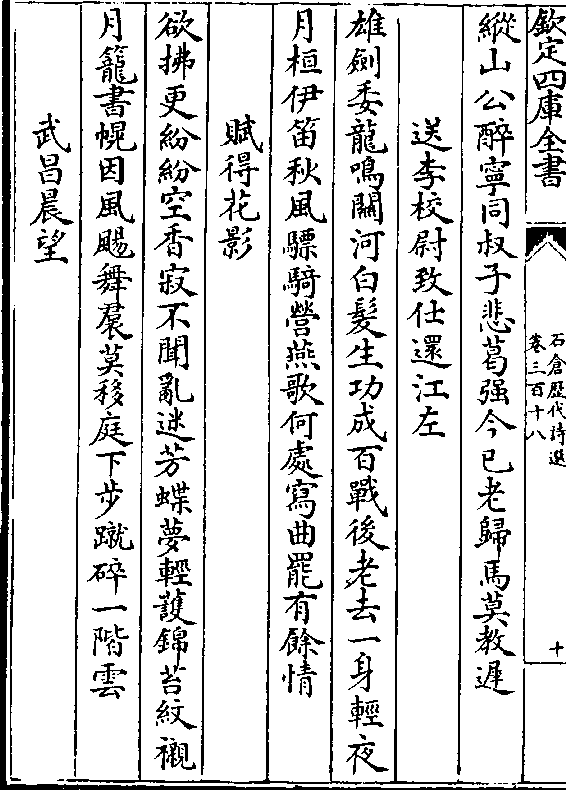 欽定四庫全書
石倉歴代詩選
卷三百十八
十
縱山公醉寧同叔子悲葛强今已老歸馬莫教遲
送李校尉致仕還江左
雄劍委龍鳴關河白髮生功成百戰後老去一身輕夜
月桓伊笛秋風驃騎營燕歌何處寫曲罷有餘情
賦得花影
欲拂更紛紛空香寂不聞亂迷芳蝶夢輕護錦苔紋襯
月籠書幌因風颺舞裠莫移庭下步蹴碎一階雲
武昌晨望